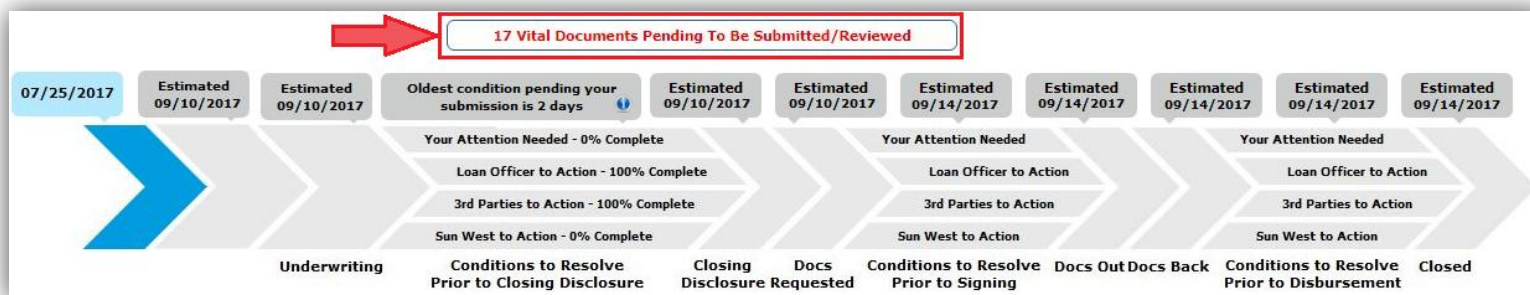 17 Vital Documents Pending To Be Submitted/Reviewed
07/25/2017
Estimated
09/10/2017
Estimated
09/10/2017
Oldest condition pending your
submission is 2 days
Estimated
09/10/2017
Estimated
09/10/2017
Estimated
09/14/2017
Estimated
09/14/2017
Estimated
09/14/2017
Estimated
09/14/2017
Estimated
09/14/2017
Your Attention Needed - 0% Complete
Loan Officer to Action - 100% Complete
3rd Parties to Action - 100% Complete
Sun West to Action - 0% Complete
Your Attention Needed
Loan Officer to Action
3rd Parties to Action
Sun West to Action
Your Attention Needed
Loan Officer to Action
3rd Parties to Action
Sun West to Action
Underwriting
Conditions to Resolve
Prior to Closing Disclosure
Closing
Disclosure
Docs
Requested
Conditions to Resolve
Prior to Signing
Docs Out
Docs Back
Conditions to Resolve
Prior to Disbursement
Closed